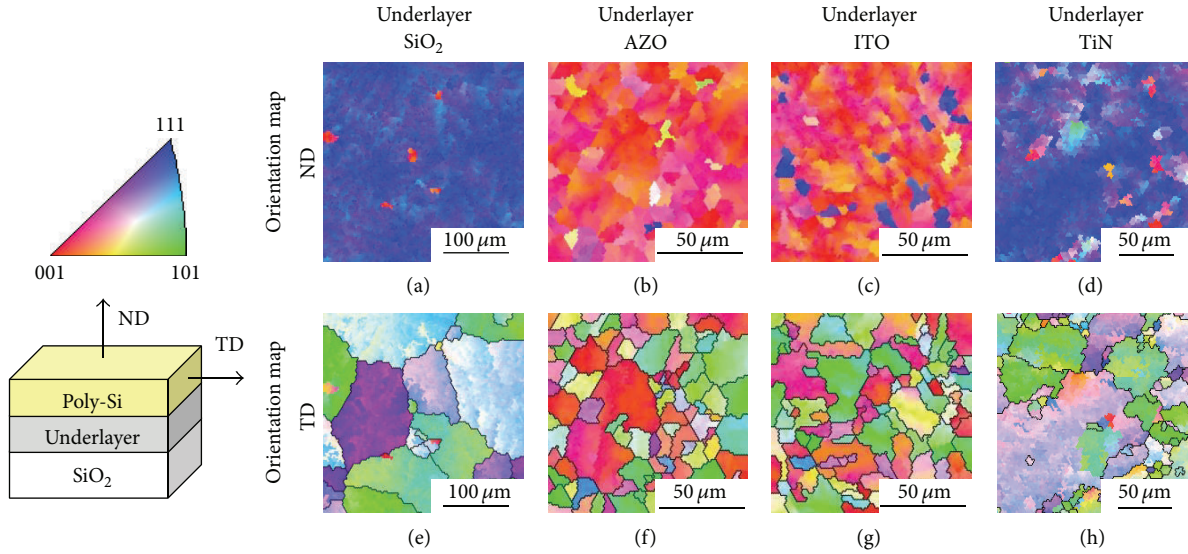 Underlayer
SiO₂
Underlayer
AZO
Underlayer
ITO
Underlayer
TiN
111
001
101
Orientation map
ND
100 μm
50 μm
50 μm
50 μm
(a)
(b)
(c)
(d)
ND
TD
Poly-Si
Underlayer
SiO₂
Orientation map
TD
100 μm
50 μm
50 μm
50 μm
(e)
(f)
(g)
(h)